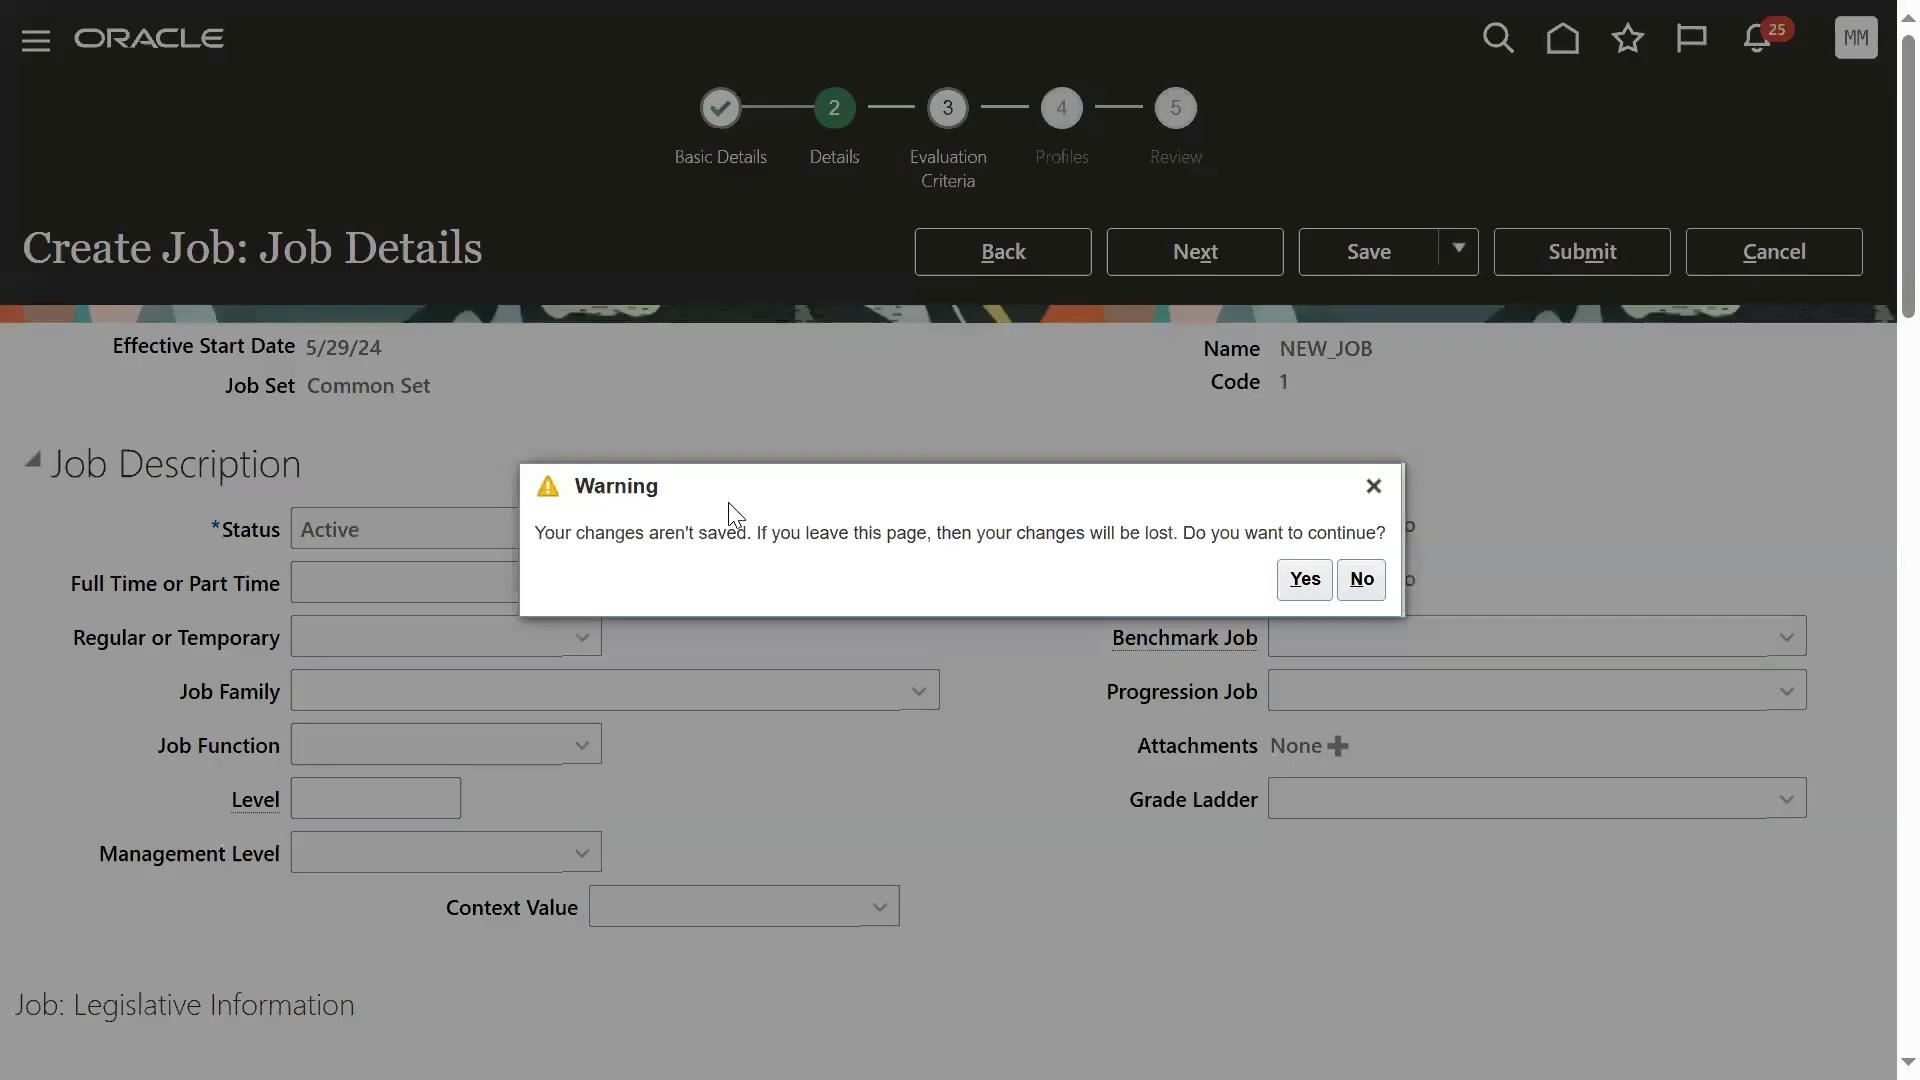 ORACLE
25
MM
2
3
4
5
Basic Details
Details
Evaluation
Criteria
Profiles
Review
Create Job: Job Details
Back
Next
Save
Submit
Cancel
Effective Start Date 5/29/24
Name NEW_JOB
Job Set Common Set
Code 1
Job Description
Warning
Your changes aren't saved. If you leave this page, then your changes will be lost. Do you want to continue?
Yes
No
*Status Active
Full Time or Part Time
Regular or Temporary
Benchmark Job
Job Family
Progression Job
Job Function
Attachments None
Level
Grade Ladder
Management Level
Context Value
Job: Legislative Information